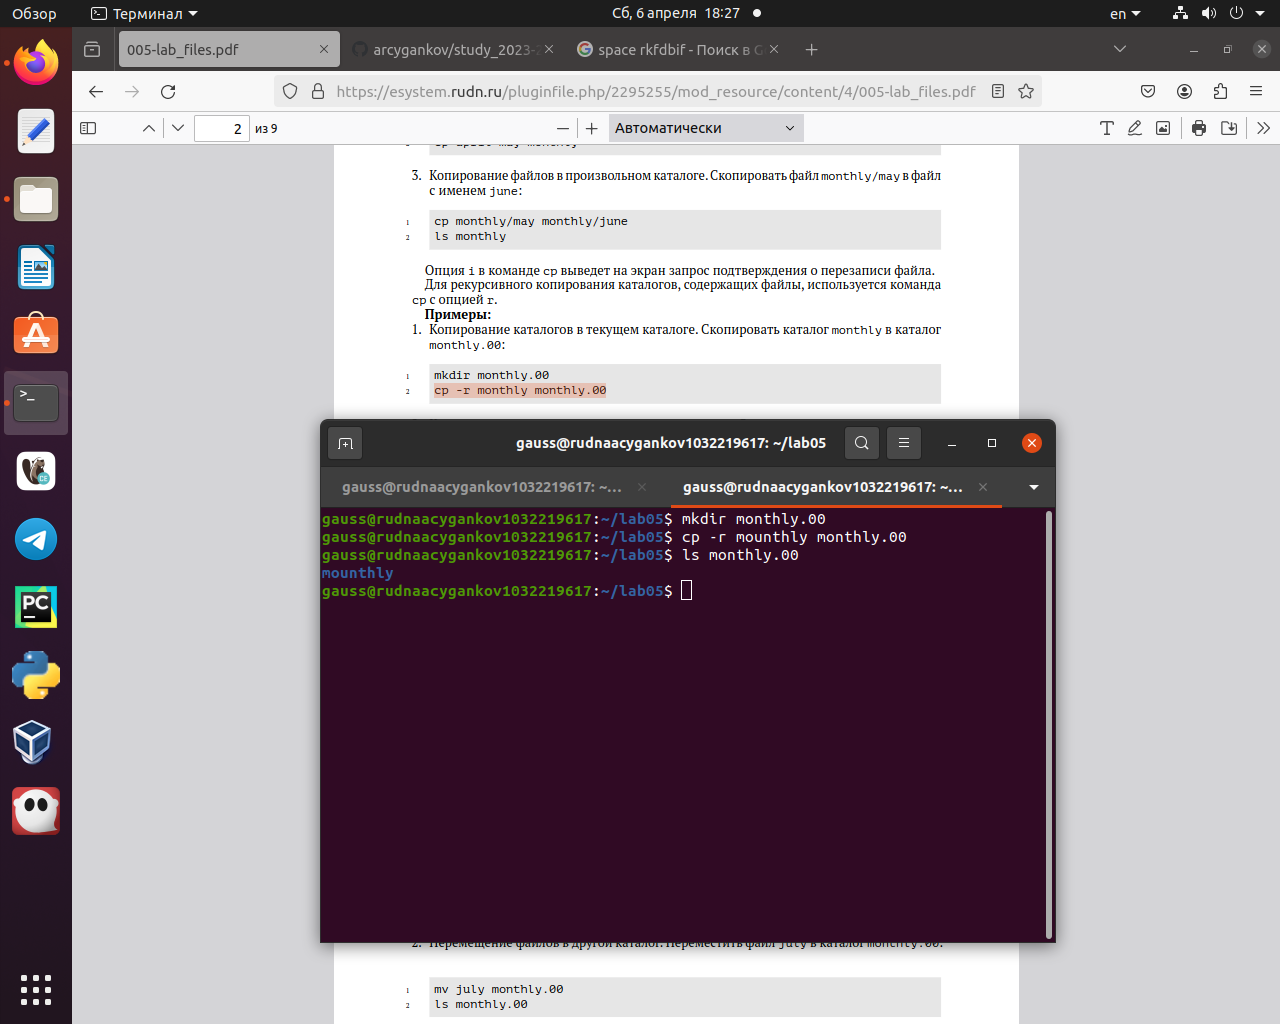 Обзор
Терминал
Сб, 6 апреля 18:27
en
005-lab_files.pdf
arcygankov/study_2023-2
space rkfdbif - Поиск в G
https://esystem.rudn.ru/pluginfile.php/2295255/mod_resource/content/4/005-lab_files.pdf
2
из 9
Автоматически
3. Копирование файлов в произвольном каталоге. Скопировать файл monthly/may в файл
с именем june:
1 cp monthly/may monthly/june
2 ls monthly
Опция i в команде cp выведет на экран запрос подтверждения о перезаписи файла.
Для рекурсивного копирования каталогов, содержащих файлы, используется команда
cp с опцией r.
Примеры:
1. Копирование каталогов в текущем каталоге. Скопировать каталог monthly в каталог
monthly.00:
1 mkdir monthly.00
2 cp -r monthly monthly.00
gauss@rudnaacygankov1032219617: ~/lab05
gauss@rudnaacygankov1032219617: ~...
gauss@rudnaacygankov1032219617: ~...
gauss@rudnaacygankov1032219617:~/lab05$ mkdir monthly.00
gauss@rudnaacygankov1032219617:~/lab05$ cp -r mounthly monthly.00
gauss@rudnaacygankov1032219617:~/lab05$ ls monthly.00
mounthly
gauss@rudnaacygankov1032219617:~/lab05$
2. Перемещение файлов в другой каталог. Переместить файл july в каталог monthly.00:
1 mv july monthly.00
2 ls monthly.00